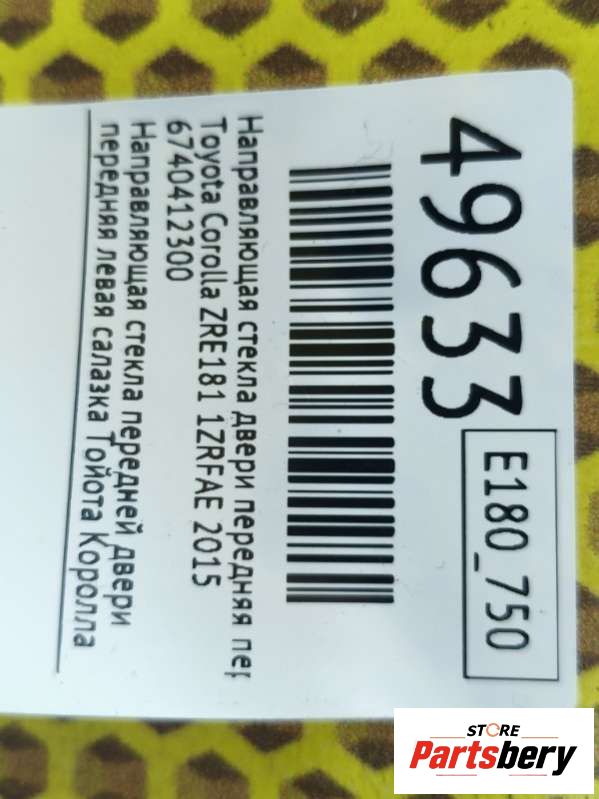 49633
E180_750
Направляющая стекла двери передняя пер
Toyota Corolla ZRE181 1ZRFAE 2015
6740412300
Направляющая стекла передней двери
передняя левая салазка Тойота Королла
STORE
Partsbery